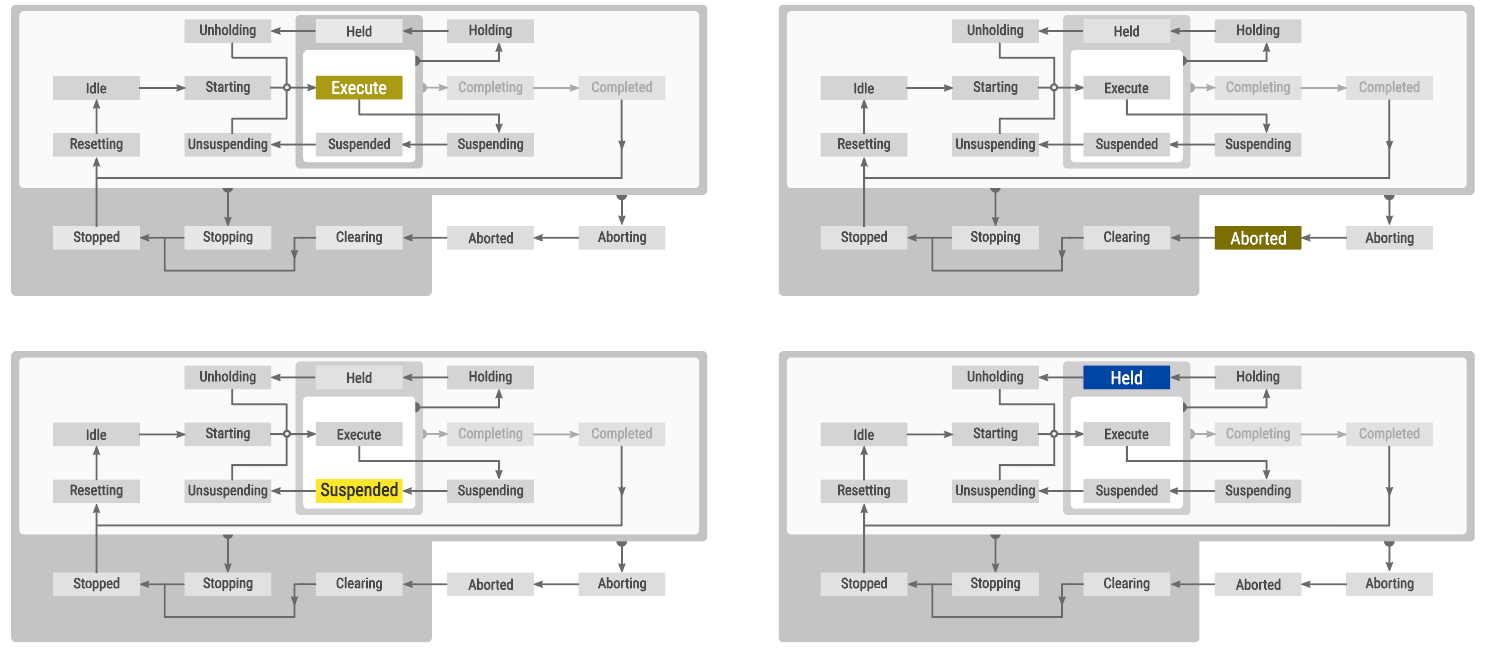 Unholding
Held
Holding
Idle
Starting
Execute
Completing
Completed
Resetting
Unsuspending
Suspended
Suspending
Stopped
Stopping
Clearing
Aborted
Aborting
Unholding
Held
Holding
Idle
Starting
Execute
Completing
Completed
Resetting
Unsuspending
Suspended
Suspending
Stopped
Stopping
Clearing
Aborted
Aborting
Unholding
Held
Holding
Idle
Starting
Execute
Completing
Completed
Resetting
Unsuspending
Suspended
Suspending
Stopped
Stopping
Clearing
Aborted
Aborting
Unholding
Held
Holding
Idle
Starting
Execute
Completing
Completed
Resetting
Unsuspending
Suspended
Suspending
Stopped
Stopping
Clearing
Aborted
Aborting